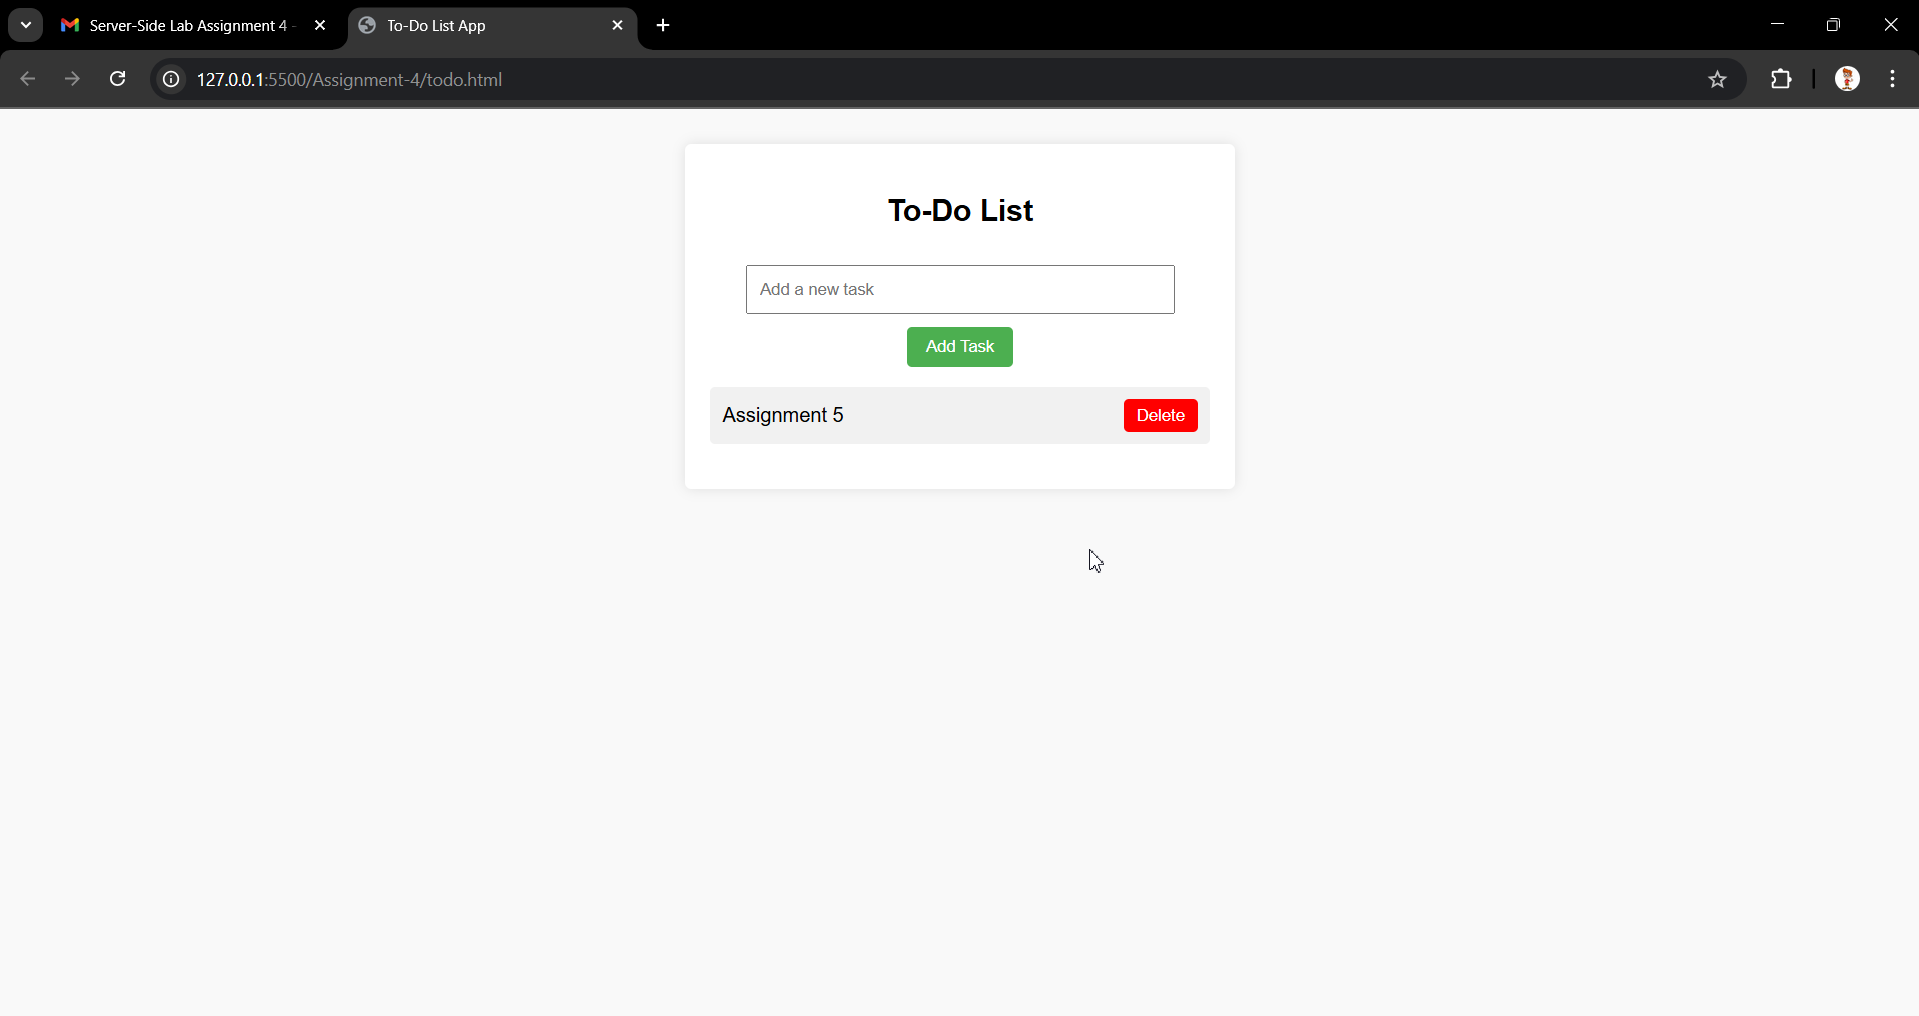 Server-Side Lab Assignment 4 -
To-Do List App
127.0.0.1:5500/Assignment-4/todo.html
To-Do List
Add a new task
Add Task
Assignment 5
Delete